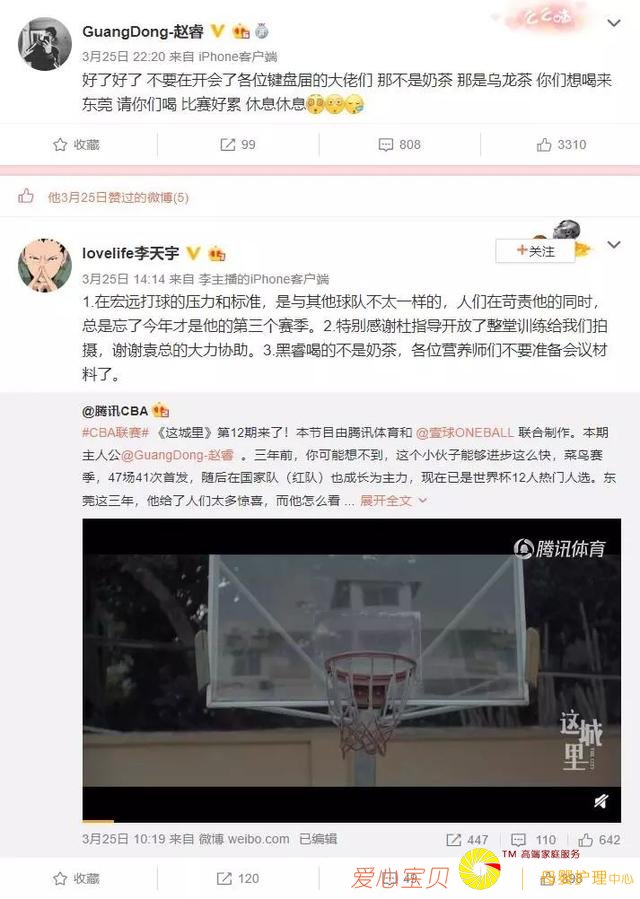 么么哒
GuangDong-赵睿
3月25日 22:20 来自 iPhone客户端
好了好了 不要在开会了各位键盘届的大佬们 那不是奶茶 那是乌龙茶 你们想喝来
东莞 请你们喝 比赛好累 休息休息
收藏 99 808 3310
他3月25日赞过的微博(5)
lovelife李天宇
+关注
3月25日 14:14 来自 李主播的iPhone客户端
1.在宏远打球的压力和标准，是与其他球队不太一样的，人们在苛责他的同时，
总是忘了今年才是他的第三个赛季。2.特别感谢杜指导开放了整堂训练给我们拍
摄，谢谢袁总的大力协助。3.黑睿喝的不是奶茶，各位营养师们不要准备会议材
料了。
@腾讯CBA
#CBA联赛# 《这城里》第12期来了！本节目由腾讯体育和 @壹球ONEBALL 联合制作。本期
主人公@GuangDong-赵睿 。三年前，你可能想不到，这个小伙子能够进步这么快，菜鸟赛
季，47场41次首发，随后在国家队（红队）也成长为主力，现在已是世界杯12人热门人选。东
莞这三年，他给了人们太多惊喜，而他怎么看 ... 展开全文
腾讯体育
这城里
THE CITY
3月25日 10:19 来自 微博 weibo.com 已编辑
447 110 642
TM 高端家庭服务
收藏 120
爱心宝贝
母婴护理中心